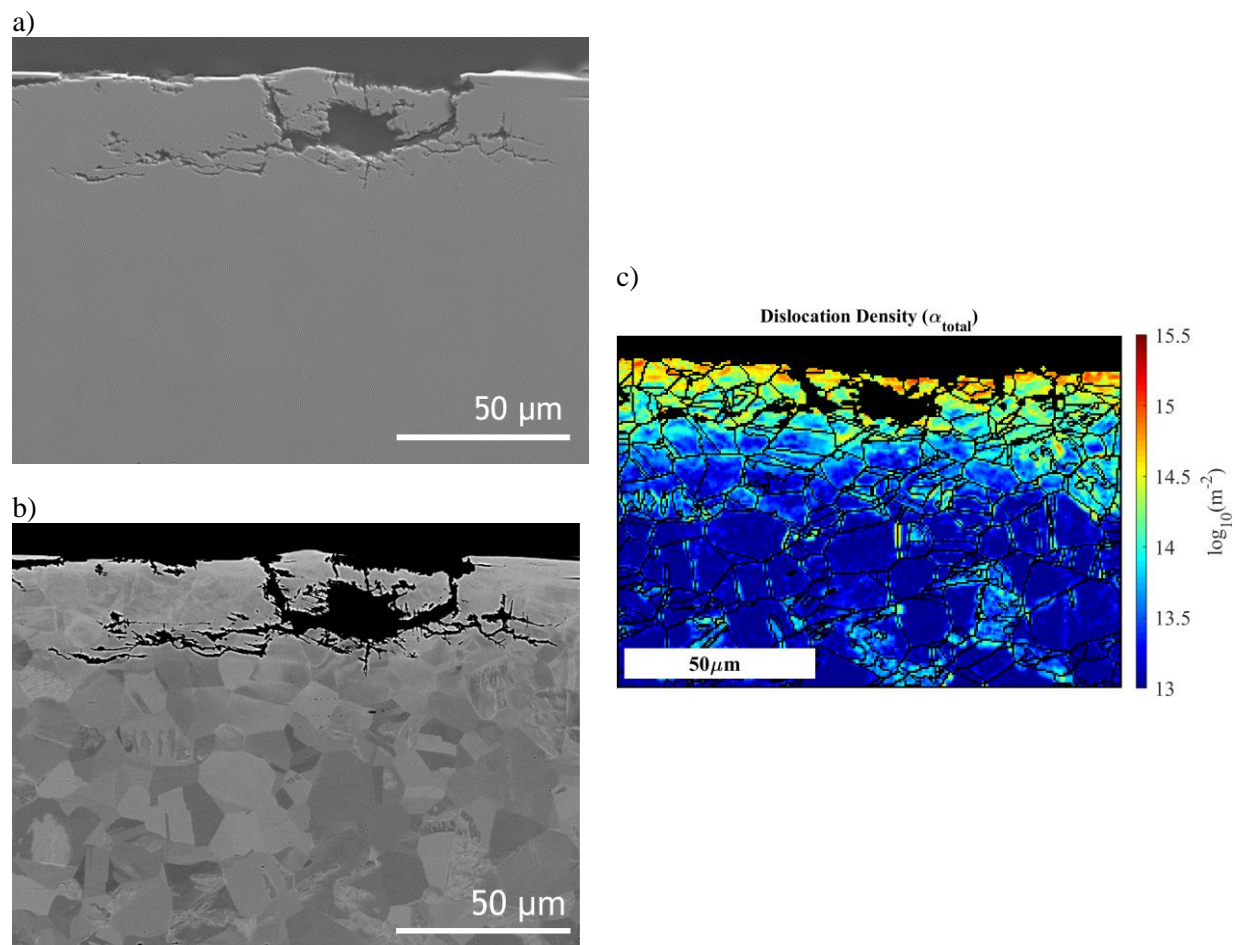 a)
50 μm
b)
50 μm
c)
Dislocation Density (α_total)
15.5
15
14.5
14
13.5
13
log10(m-2)
50μm